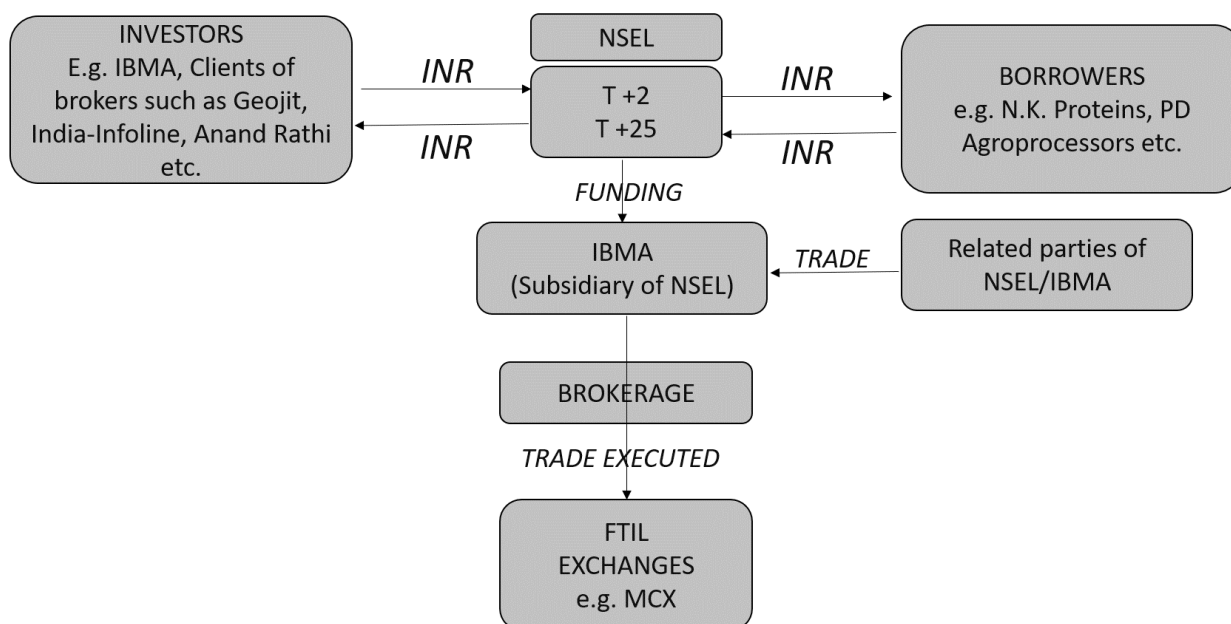 INVESTORS
E.g. IBMA, Clients of
brokers such as Geojit,
India-Infoline, Anand Rathi
etc.
INR
INR
NSEL
T +2
T +25
INR
INR
BORROWERS
e.g. N.K. Proteins, PD
Agroprocessors etc.
FUNDING
IBMA
(Subsidiary of NSEL)
TRADE
Related parties of
NSEL/IBMA
BROKERAGE
TRADE EXECUTED
FTIL
EXCHANGES
e.g. MCX